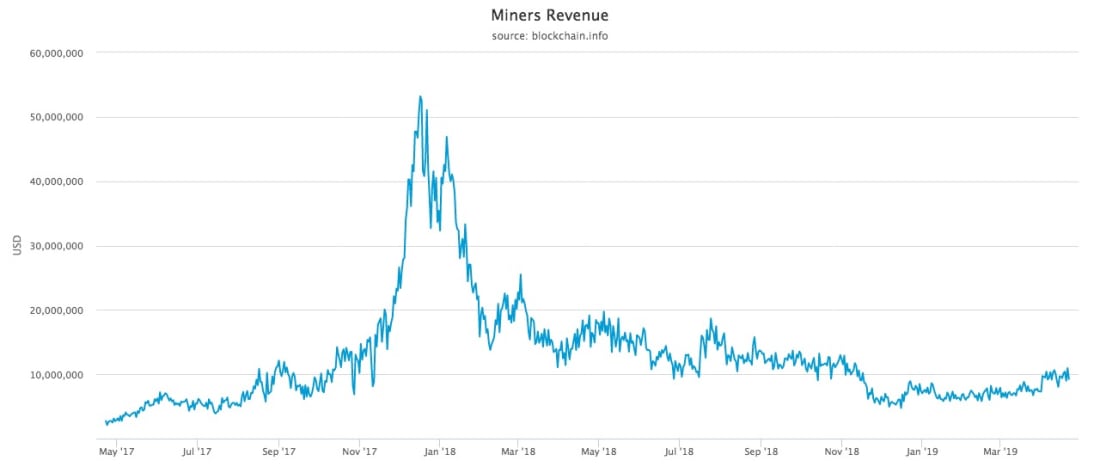 Miners Revenue
source: blockchain.info
60,000,000
50,000,000
40,000,000
30,000,000
20,000,000
10,000,000
USD
May '17 Jul '17 Sep '17 Nov '17 Jan '18 Mar '18 May '18 Jul '18 Sep '18 Nov '18 Jan '19 Mar '19